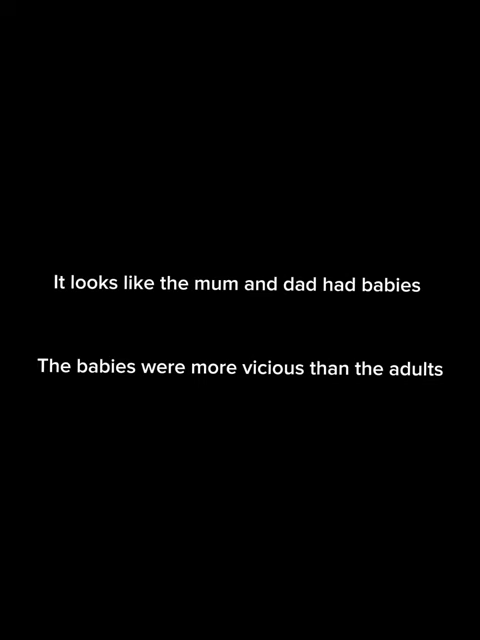 It looks like the mum and dad had babies
The babies were more vicious than the adults